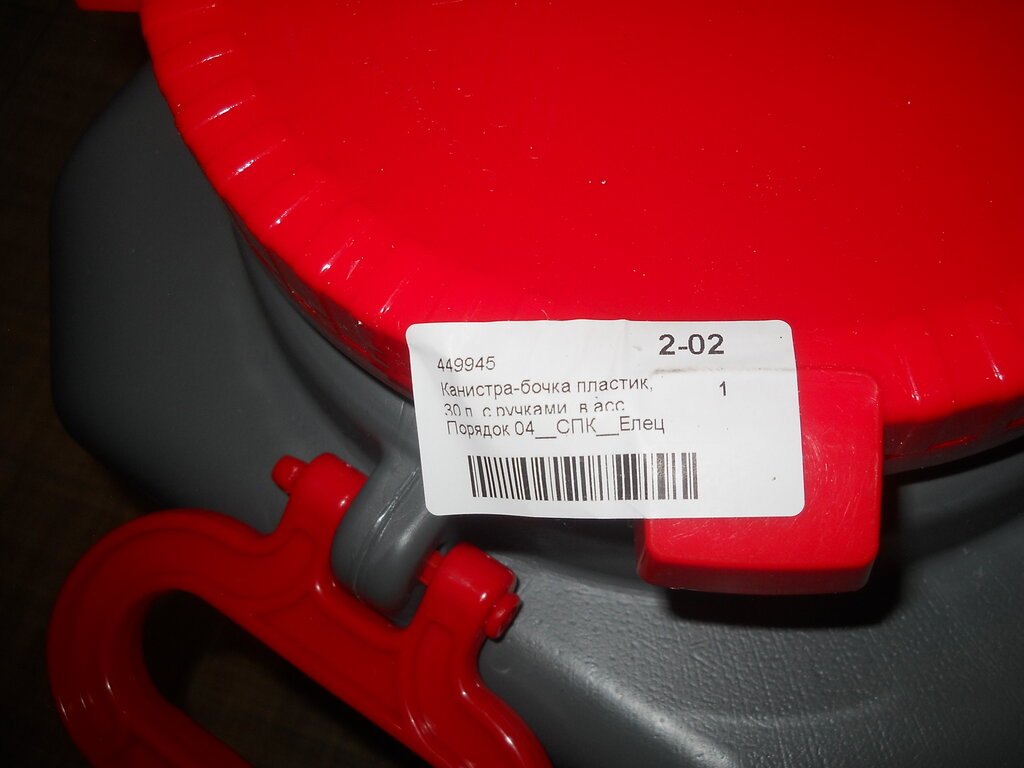 2-02
449945
Канистра-бочка пластик, 1
30 л, с ручками, в асс
Порядок 04__СПК__Елец